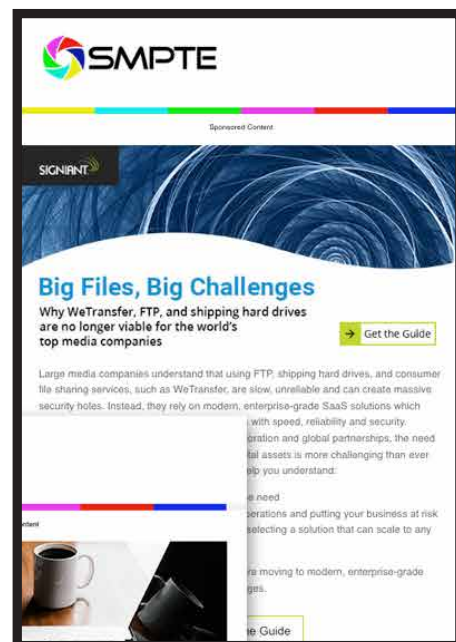 SMPTE
Sponsored Content
SIGNIANT
Big Files, Big Challenges
Why WeTransfer, FTP, and shipping hard drives
are no longer viable for the world's
top media companies
Get the Guide
Large media companies understand that using FTP, shipping hard drives, and consumer
file sharing services, such as WeTransfer, are slow, unreliable and can create massive
security holes. Instead, they rely on modern, enterprise-grade SaaS solutions which
with speed, reliability and security.
oration and global partnerships, the need
tal assets is more challenging than ever
elp you understand:
e need
perations and putting your business at risk
selecting a solution that can scale to any
ntent
re moving to modern, enterprise-grade
ges.
he Guide